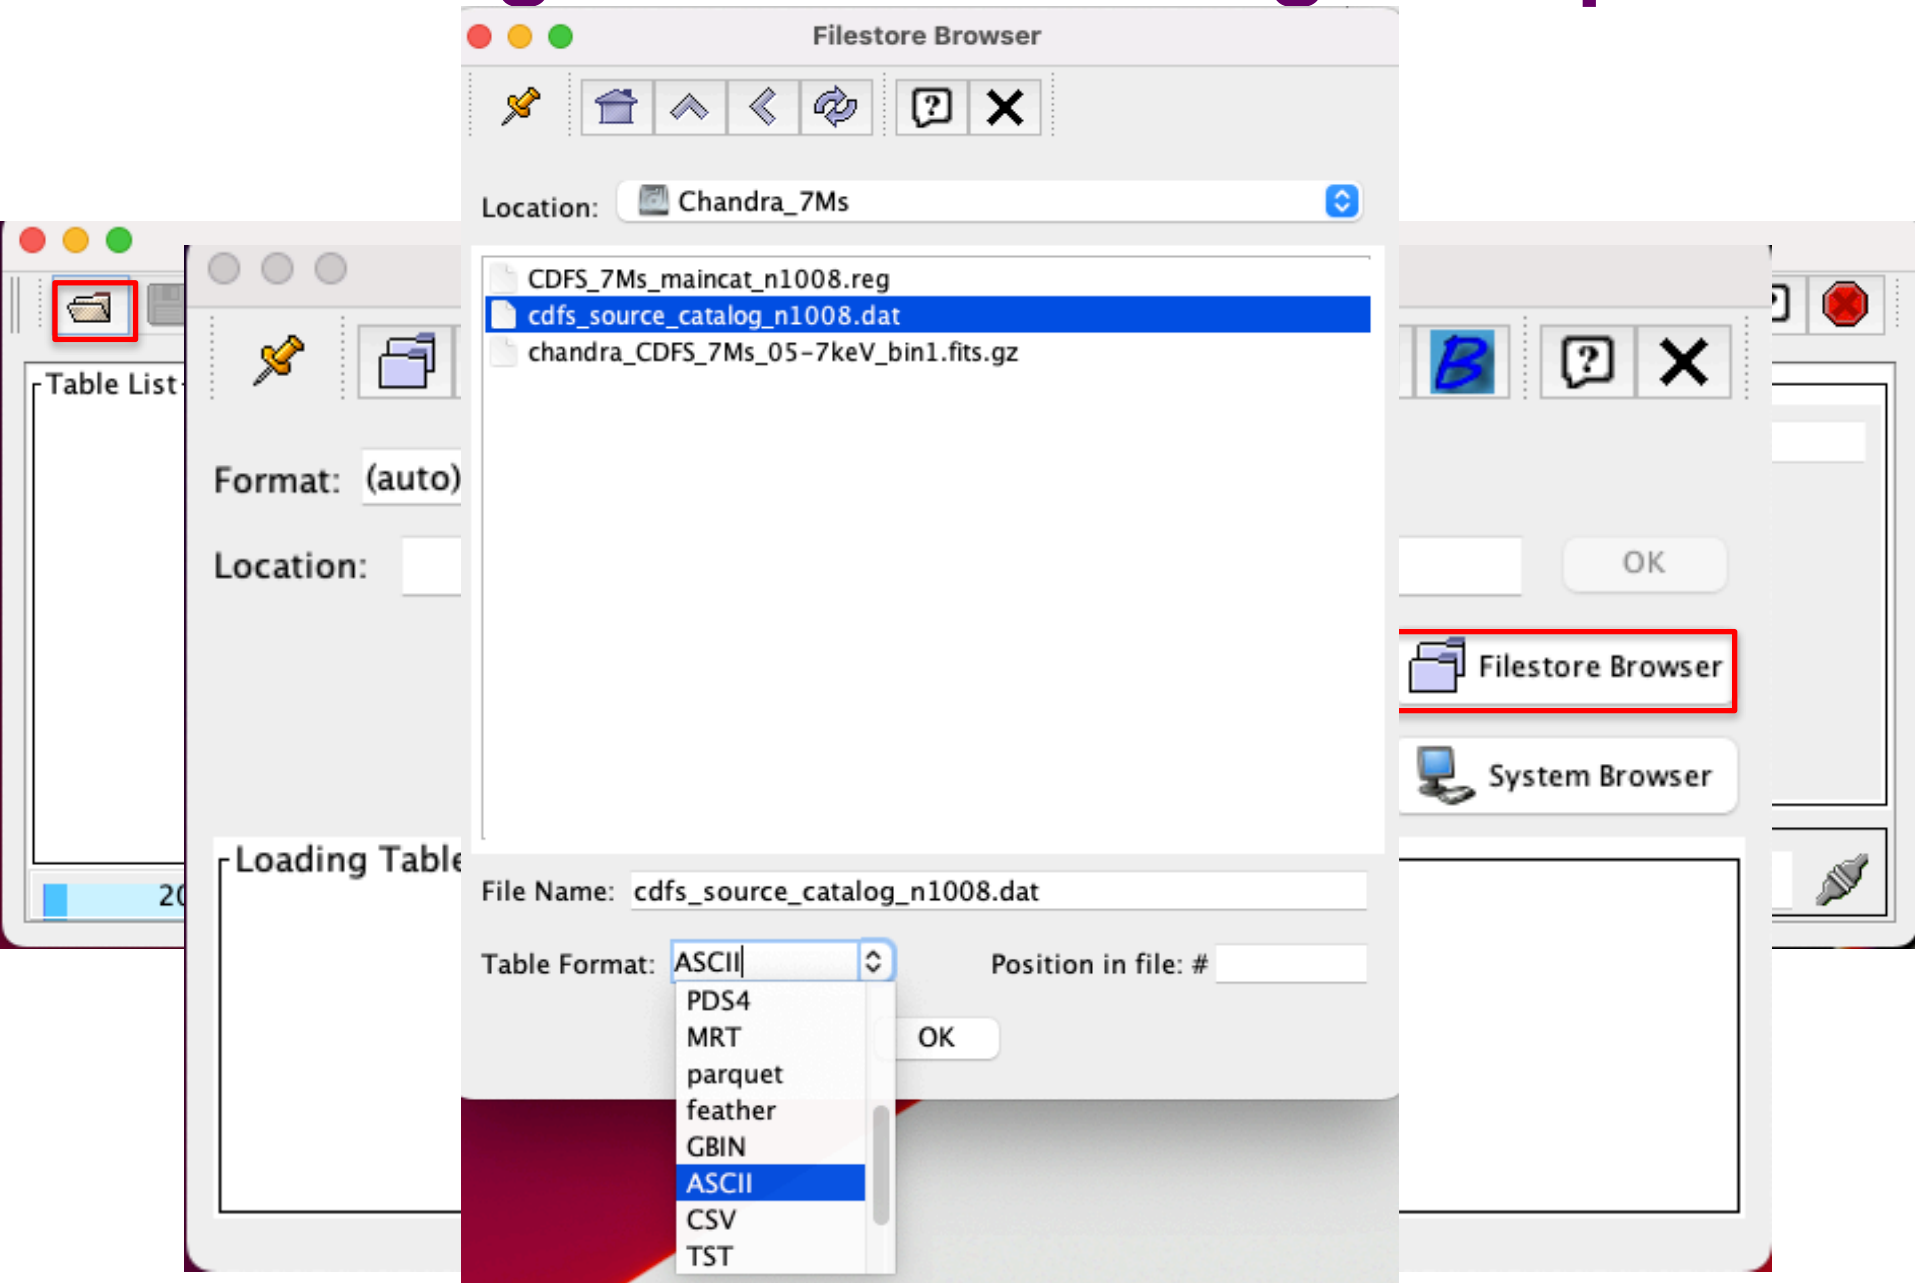 Filestore Browser
Location: Chandra_7Ms
CDFS_7Ms_maincat_n1008.reg
cdfs_source_catalog_n1008.dat
chandra_CDFS_7Ms_05-7keV_bin1.fits.gz
File Name: cdfs_source_catalog_n1008.dat
Table Format: ASCII
Position in file: #
PDS4
MRT
parquet
feather
GBIN
ASCII
CSV
TST
OK
Table List
20
Format: (auto)
Location:
OK
Filestore Browser
System Browser
Loading Table